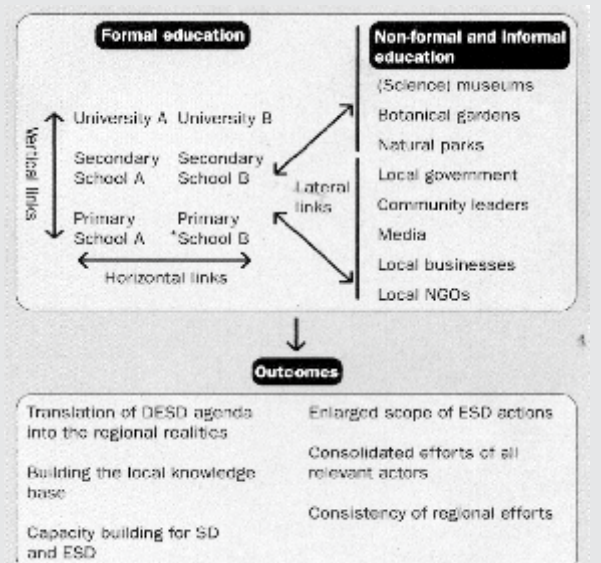 Formal education
Vertical links
University A University B
Secondary Secondary
School A School B
Primary Primary
School A *School B
Horizontal links
Lateral
links
Non-formal and informal
education
(Science) museums
Botanical gardens
Natural parks
Local government
Community leaders
Media
Local businesses
Local NGOs
Outcomes
Translation of DESD agenda
into the regional realities
Building the local knowledge
base
Capacity building for SD
and ESD
Enlarged scope of ESD actions
Consolidated efforts of all
relevant actors
Consistency of regional efforts